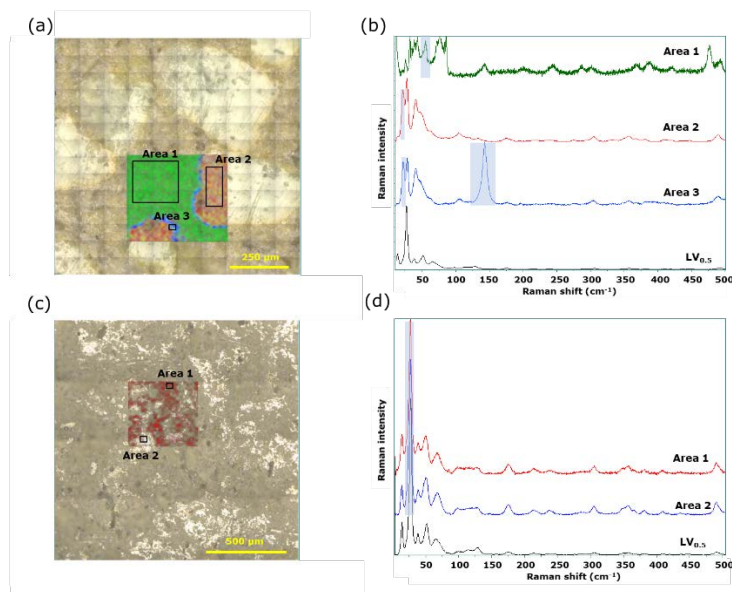 (a)
Area 1
Area 2
Area 3
250 µm
(b)
Raman intensity
Area 1
Area 2
Area 3
LV0.5
50 100 150 200 250 300 350 400 450 500
Raman shift (cm-1)
(c)
Area 1
Area 2
500 µm
(d)
Raman intensity
Area 1
Area 2
LV0.5
50 100 150 200 250 300 350 400 450 500
Raman shift (cm-1)